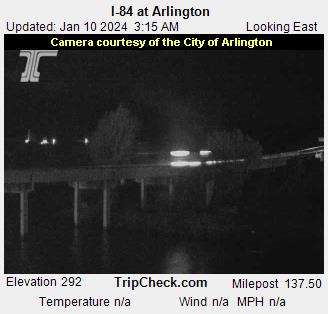 I-84 at Arlington
Updated: Jan 10 2024 3:15 AM Looking East
Camera courtesy of the City of Arlington
Elevation 292 TripCheck.com Milepost 137.50
Temperature n/a Wind n/a MPH n/a